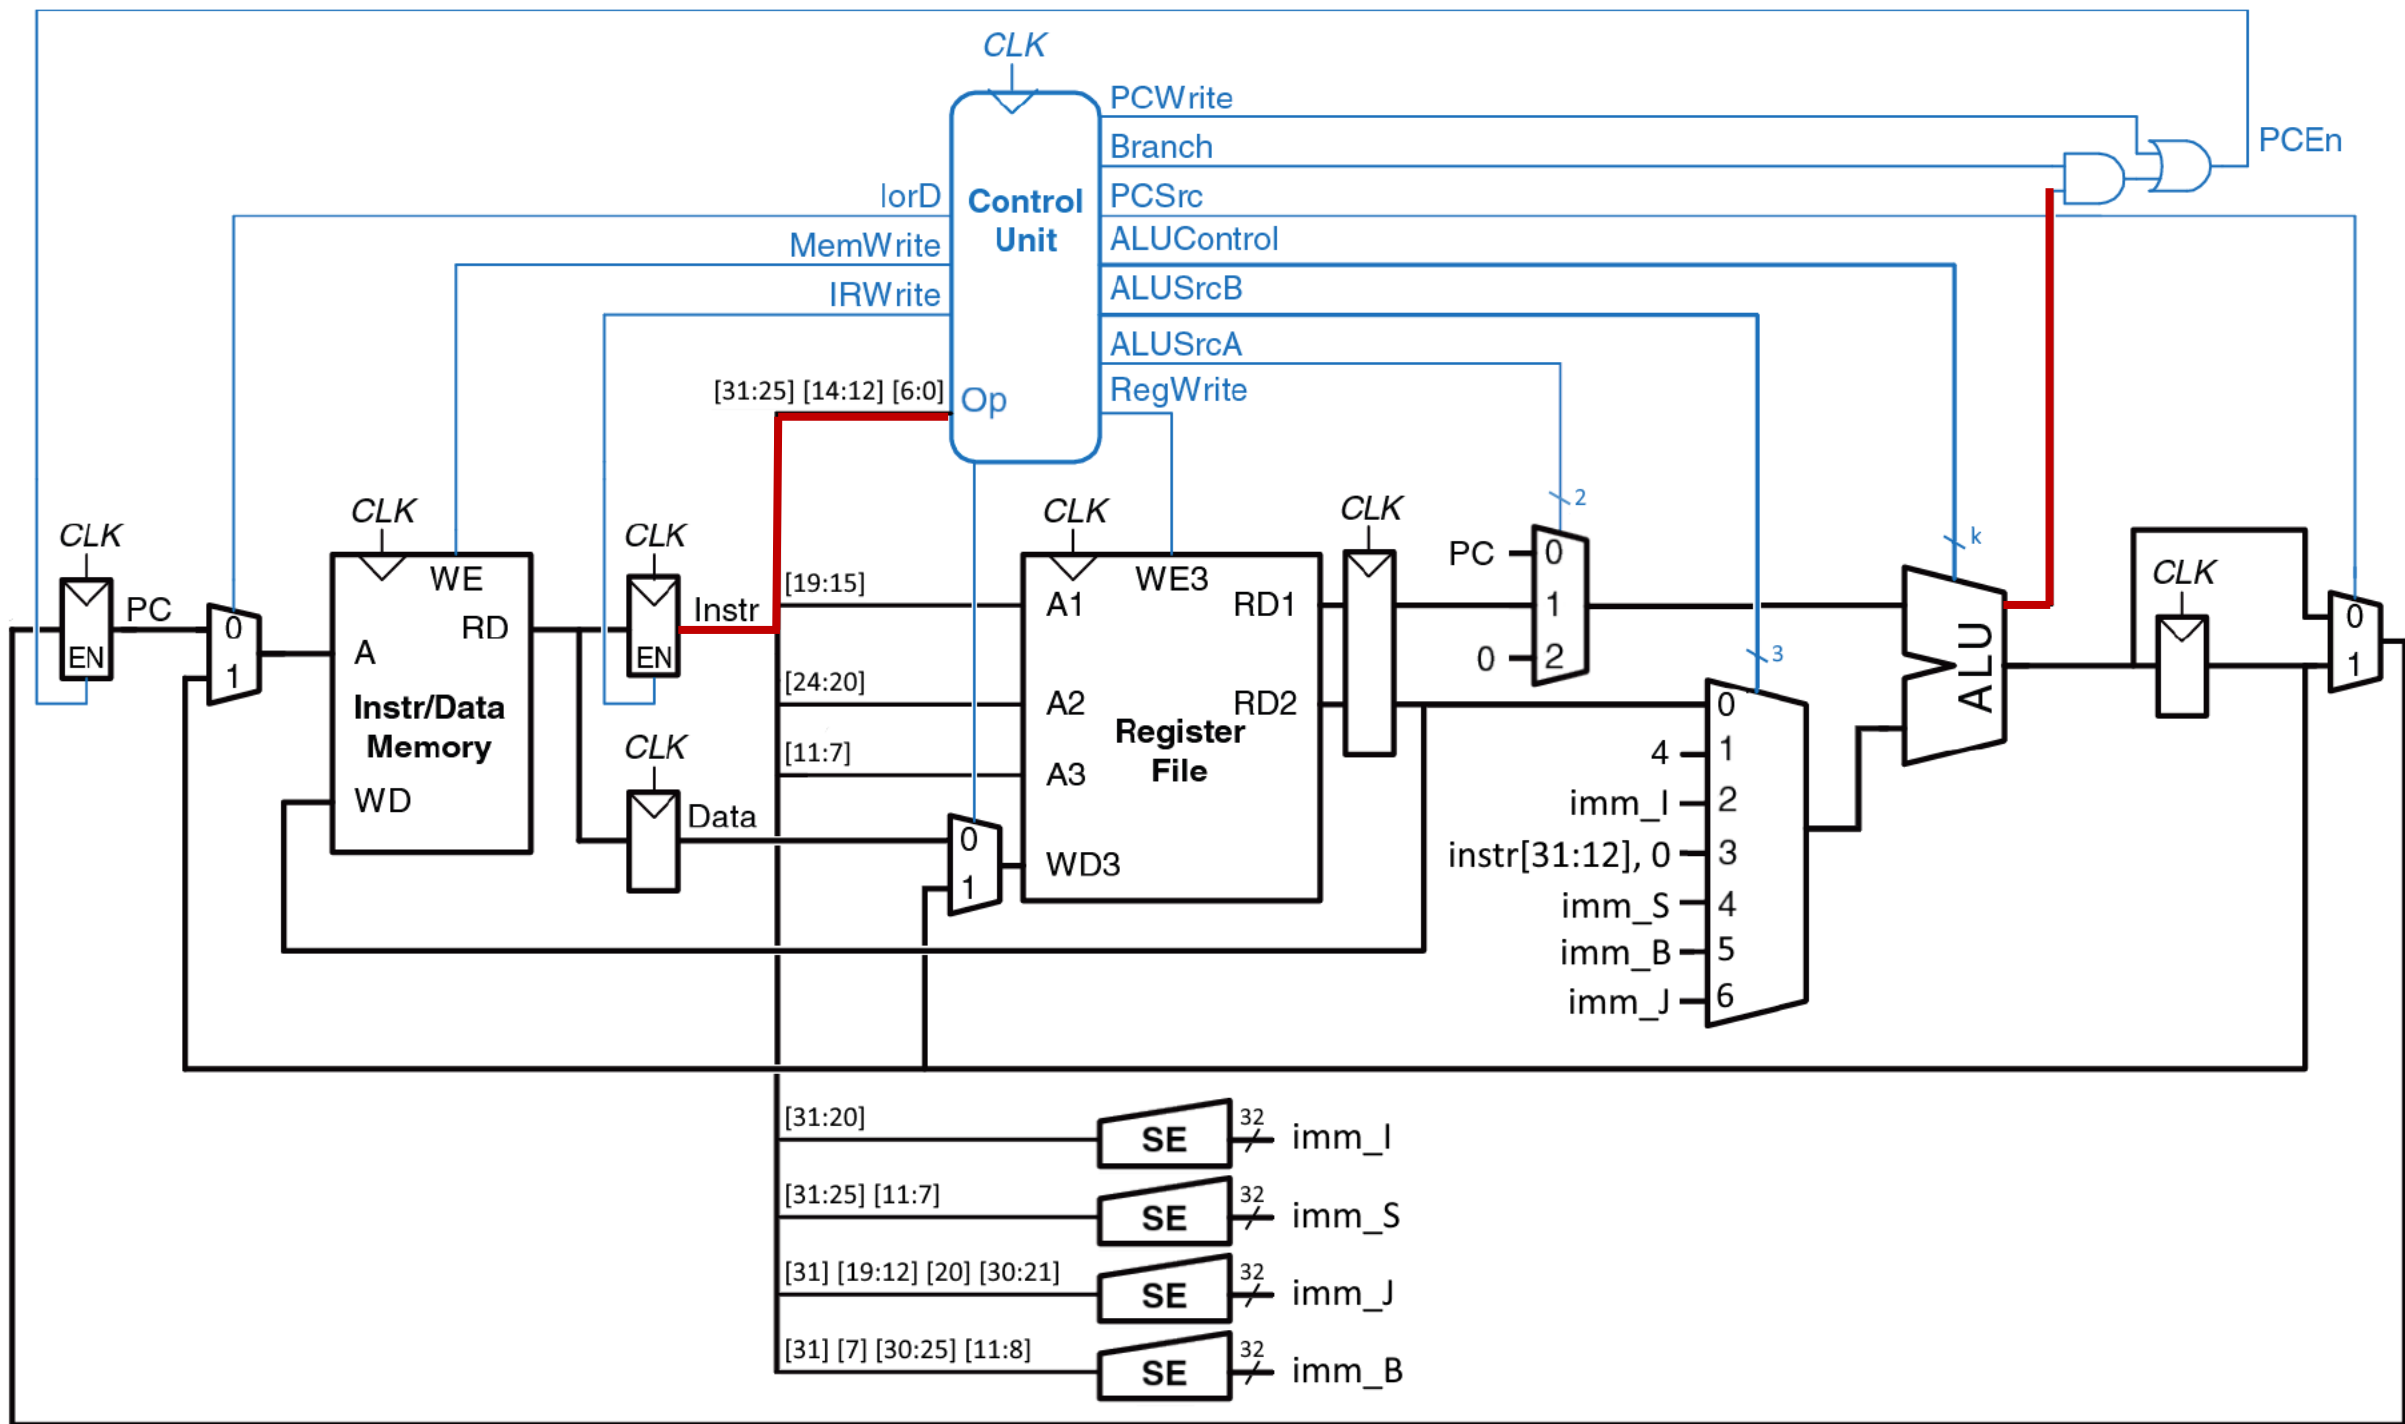 CLK
PCWrite
Branch
PCEn
IorD
Control
Unit
PCSrc
MemWrite
ALUControl
IRWrite
ALUSrcB
ALUSrcA
[31:25] [14:12] [6:0]
Op
RegWrite
CLK
CLK
CLK
CLK
CLK
2
k
PC
EN
0
1
WE
RD
A
Instr/Data
Memory
WD
Instr
EN
CLK
Data
[19:15]
[24:20]
[11:7]
0
1
WE3
A1
RD1
A2
RD2
Register
File
A3
WD3
PC
0
1
0
2
3
0
4
1
imm_I
2
instr[31:12], 0
3
imm_S
4
imm_B
5
imm_J
6
ALU
CLK
0
1
[31:20]
SE
32
imm_I
[31:25] [11:7]
SE
32
imm_S
[31] [19:12] [20] [30:21]
SE
32
imm_J
[31] [7] [30:25] [11:8]
SE
32
imm_B